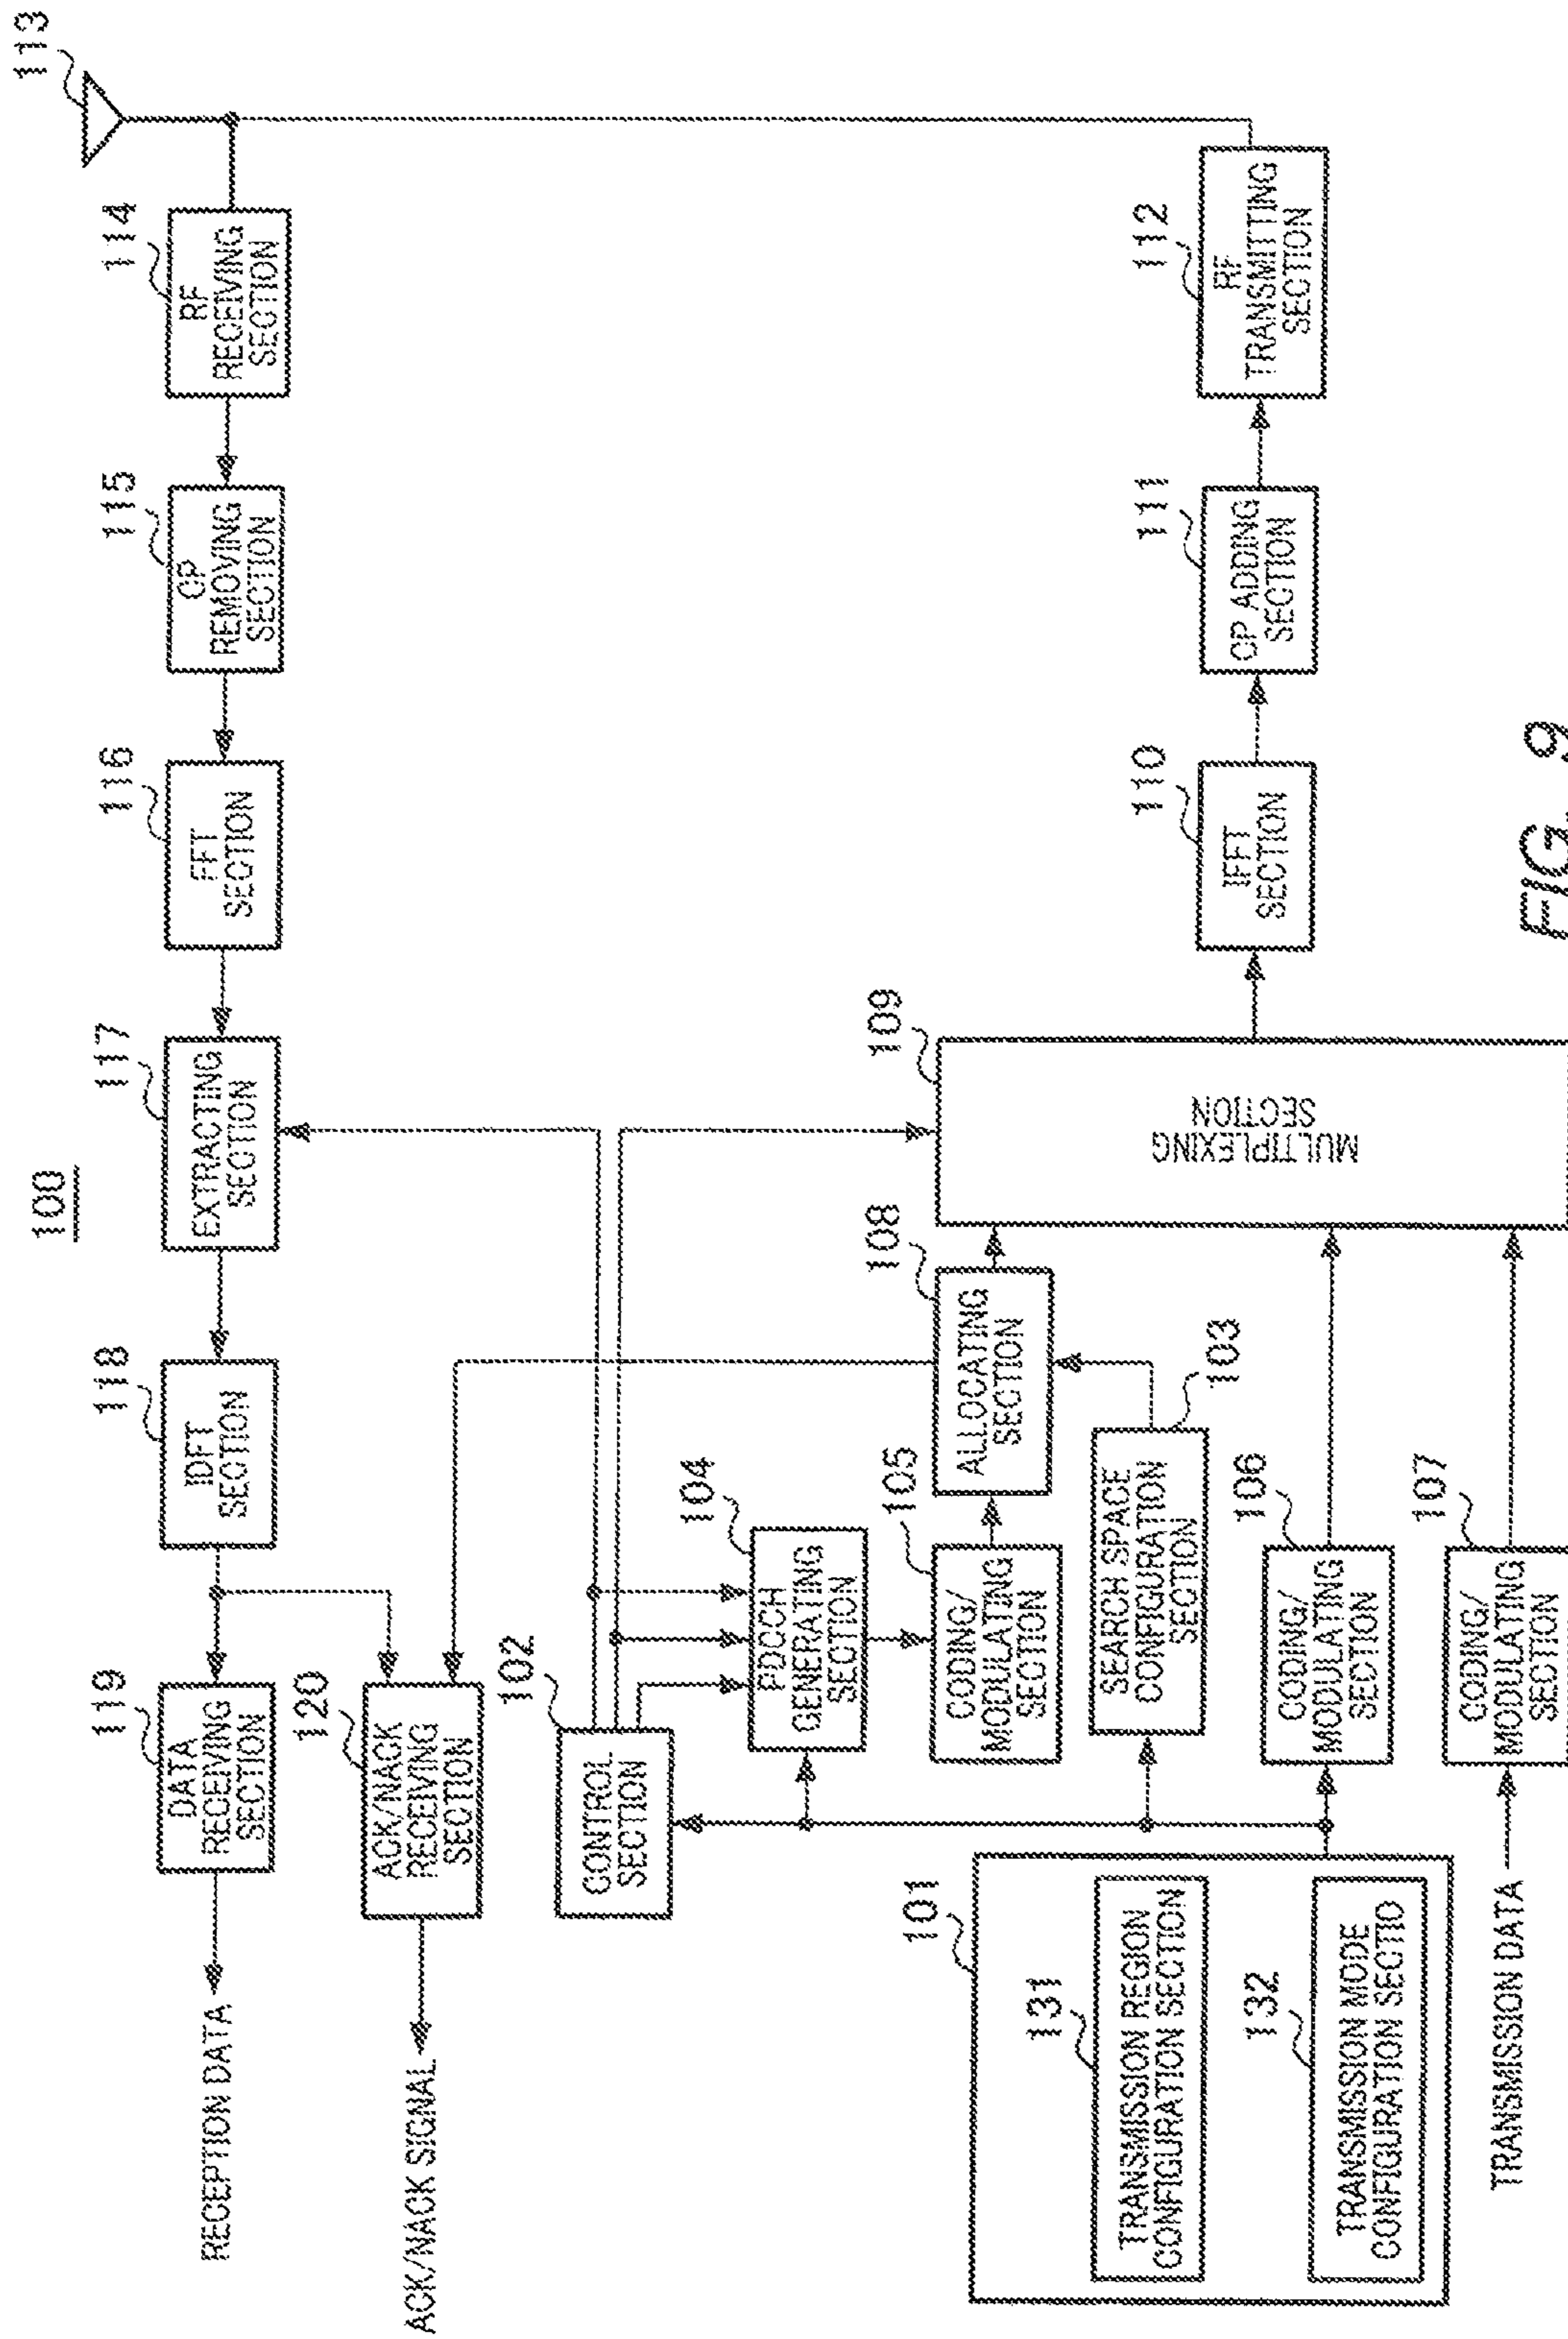 100
113
RECEPTION DATA
119
DATA
RECEIVING
SECTION
118
IDFT
SECTION
117
EXTRACTING
SECTION
116
FFT
SECTION
115
CP
REMOVING
SECTION
114
RF
RECEIVING
SECTION
ACK/NACK SIGNAL
120
ACK/NACK
RECEIVING
SECTION
102
CONTROL
SECTION
104
PDCCH
GENERATING
SECTION
105
CODING/
MODULATING
SECTION
108
ALLOCATING
SECTION
109
MULTIPLEXING
SECTION
103
SEARCH SPACE
CONFIGURATION
SECTION
101
131
TRANSMISSION REGION
CONFIGURATION SECTION
132
TRANSMISSION MODE
CONFIGURATION SECTIO
106
CODING/
MODULATING
SECTION
TRANSMISSION DATA
107
CODING/
MODULATING
SECTION
110
IFFT
SECTION
111
CP ADDING
SECTION
112
RF
TRANSMITTING
SECTION
FIG. 9